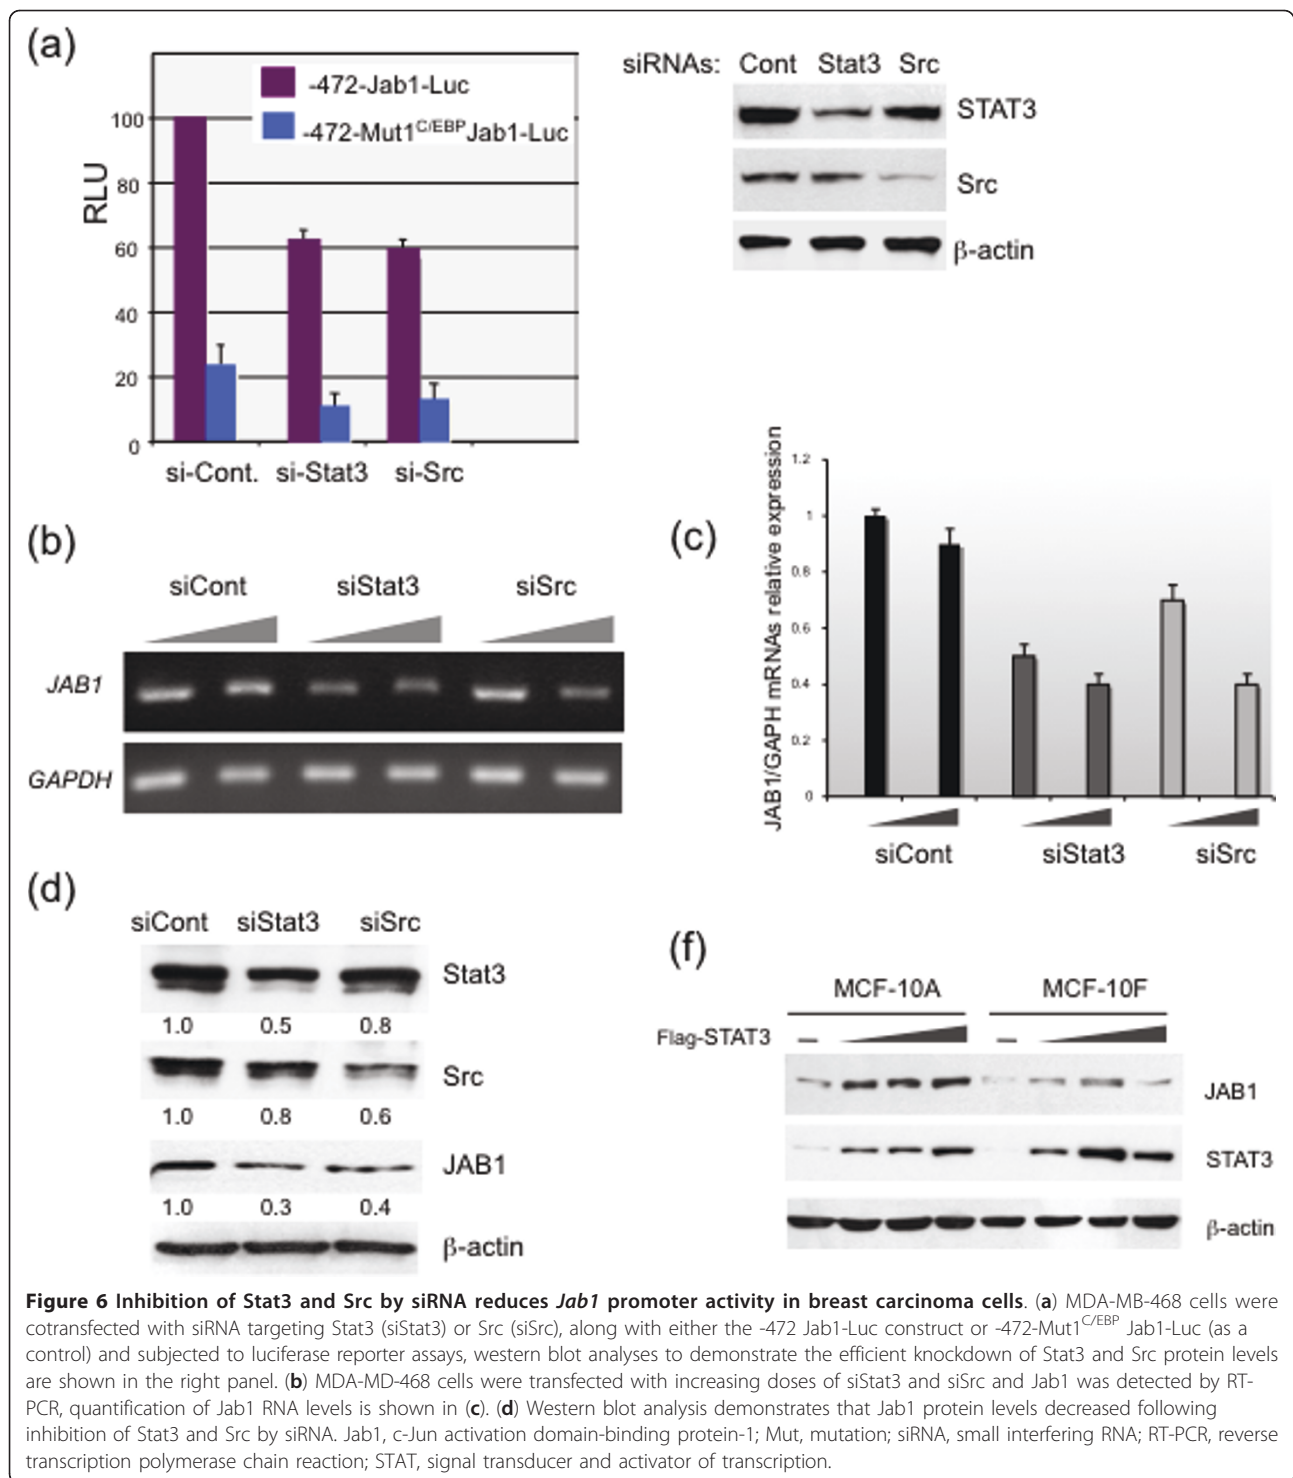 (a)
-472-Jab1-Luc
-472-Mut1C/EBPJab1-Luc
RLU
100
80
60
40
20
0
si-Cont. si-Stat3 si-Src
siRNAs: Cont Stat3 Src
STAT3
Src
β-actin
(b)
siCont siStat3 siSrc
JAB1
GAPDH
(c)
JAB1/GAPH mRNAs relative expression
1.2
1
0.8
0.6
0.4
0.2
0
siCont siStat3 siSrc
(d)
siCont siStat3 siSrc
Stat3
1.0 0.5 0.8
Src
1.0 0.8 0.6
JAB1
1.0 0.3 0.4
β-actin
(f)
MCF-10A MCF-10F
Flag-STAT3 – –
JAB1
STAT3
β-actin
Figure 6 Inhibition of Stat3 and Src by siRNA reduces Jab1 promoter activity in breast carcinoma cells. (a) MDA-MB-468 cells were
cotransfected with siRNA targeting Stat3 (siStat3) or Src (siSrc), along with either the -472 Jab1-Luc construct or -472-Mut1C/EBP Jab1-Luc (as a
control) and subjected to luciferase reporter assays, western blot analyses to demonstrate the efficient knockdown of Stat3 and Src protein levels
are shown in the right panel. (b) MDA-MD-468 cells were transfected with increasing doses of siStat3 and siSrc and Jab1 was detected by RT-
PCR, quantification of Jab1 RNA levels is shown in (c). (d) Western blot analysis demonstrates that Jab1 protein levels decreased following
inhibition of Stat3 and Src by siRNA. Jab1, c-Jun activation domain-binding protein-1; Mut, mutation; siRNA, small interfering RNA; RT-PCR, reverse
transcription polymerase chain reaction; STAT, signal transducer and activator of transcription.